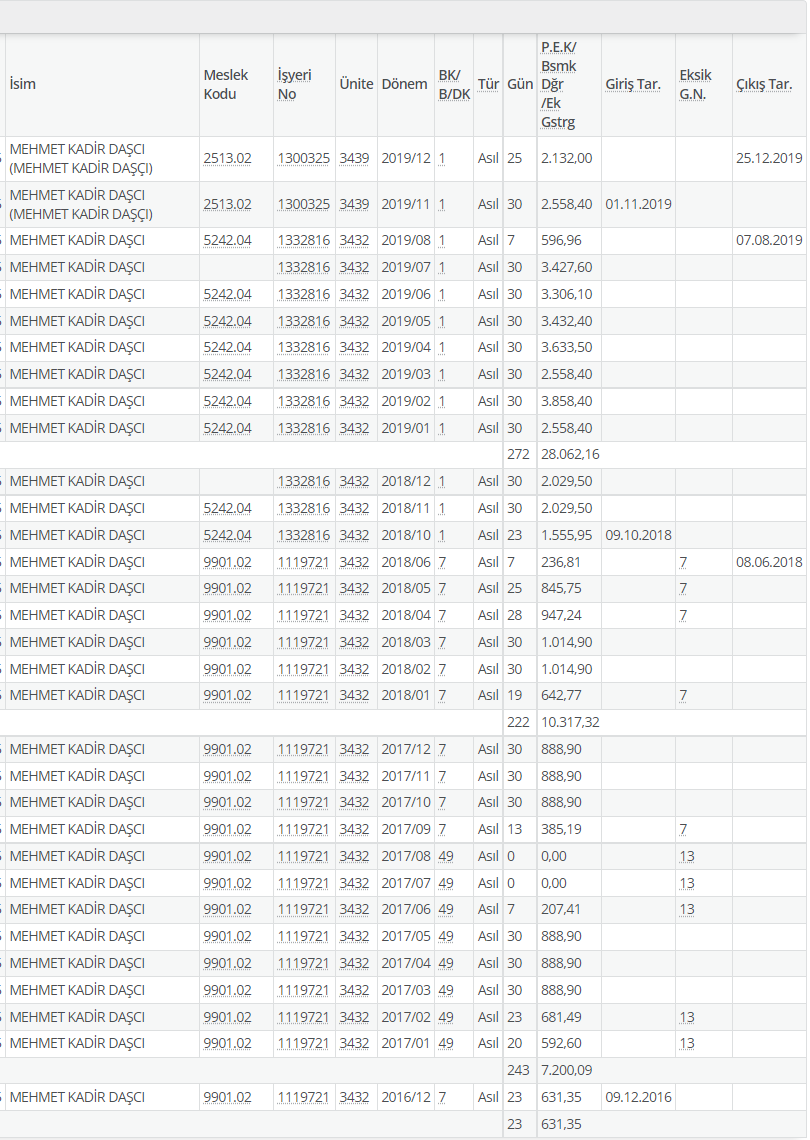 İsim Meslek Kodu İşyeri No Ünite Dönem BK/ B/DK Tür Gün P.E.K/ Bsmk Dğr /Ek Gstrg Giriş Tar. Eksik G.N. Çıkış Tar.
MEHMET KADİR DAŞCI (MEHMET KADİR DAŞÇI) 2513.02 1300325 3439 2019/12 1 Asıl 25 2.132,00 25.12.2019
MEHMET KADİR DAŞCI (MEHMET KADİR DAŞÇI) 2513.02 1300325 3439 2019/11 1 Asıl 30 2.558,40 01.11.2019
MEHMET KADİR DAŞCI 5242.04 1332816 3432 2019/08 1 Asıl 7 596,96 07.08.2019
MEHMET KADİR DAŞCI 1332816 3432 2019/07 1 Asıl 30 3.427,60
MEHMET KADİR DAŞCI 5242.04 1332816 3432 2019/06 1 Asıl 30 3.306,10
MEHMET KADİR DAŞCI 5242.04 1332816 3432 2019/05 1 Asıl 30 3.432,40
MEHMET KADİR DAŞCI 5242.04 1332816 3432 2019/04 1 Asıl 30 3.633,50
MEHMET KADİR DAŞCI 5242.04 1332816 3432 2019/03 1 Asıl 30 2.558,40
MEHMET KADİR DAŞCI 5242.04 1332816 3432 2019/02 1 Asıl 30 3.858,40
MEHMET KADİR DAŞCI 5242.04 1332816 3432 2019/01 1 Asıl 30 2.558,40
272 28.062,16
MEHMET KADİR DAŞCI 1332816 3432 2018/12 1 Asıl 30 2.029,50
MEHMET KADİR DAŞCI 5242.04 1332816 3432 2018/11 1 Asıl 30 2.029,50
MEHMET KADİR DAŞCI 5242.04 1332816 3432 2018/10 1 Asıl 23 1.555,95 09.10.2018
MEHMET KADİR DAŞCI 9901.02 1119721 3432 2018/06 7 Asıl 7 236,81 7 08.06.2018
MEHMET KADİR DAŞCI 9901.02 1119721 3432 2018/05 7 Asıl 25 845,75 7
MEHMET KADİR DAŞCI 9901.02 1119721 3432 2018/04 7 Asıl 28 947,24 7
MEHMET KADİR DAŞCI 9901.02 1119721 3432 2018/03 7 Asıl 30 1.014,90
MEHMET KADİR DAŞCI 9901.02 1119721 3432 2018/02 7 Asıl 30 1.014,90
MEHMET KADİR DAŞCI 9901.02 1119721 3432 2018/01 7 Asıl 19 642,77 7
222 10.317,32
MEHMET KADİR DAŞCI 9901.02 1119721 3432 2017/12 7 Asıl 30 888,90
MEHMET KADİR DAŞCI 9901.02 1119721 3432 2017/11 7 Asıl 30 888,90
MEHMET KADİR DAŞCI 9901.02 1119721 3432 2017/10 7 Asıl 30 888,90
MEHMET KADİR DAŞCI 9901.02 1119721 3432 2017/09 7 Asıl 13 385,19 7
MEHMET KADİR DAŞCI 9901.02 1119721 3432 2017/08 49 Asıl 0 0,00 13
MEHMET KADİR DAŞCI 9901.02 1119721 3432 2017/07 49 Asıl 0 0,00 13
MEHMET KADİR DAŞCI 9901.02 1119721 3432 2017/06 49 Asıl 7 207,41 13
MEHMET KADİR DAŞCI 9901.02 1119721 3432 2017/05 49 Asıl 30 888,90
MEHMET KADİR DAŞCI 9901.02 1119721 3432 2017/04 49 Asıl 30 888,90
MEHMET KADİR DAŞCI 9901.02 1119721 3432 2017/03 49 Asıl 30 888,90
MEHMET KADİR DAŞCI 9901.02 1119721 3432 2017/02 49 Asıl 23 681,49 13
MEHMET KADİR DAŞCI 9901.02 1119721 3432 2017/01 49 Asıl 20 592,60 13
243 7.200,09
MEHMET KADİR DAŞCI 9901.02 1119721 3432 2016/12 7 Asıl 23 631,35 09.12.2016
23 631,35